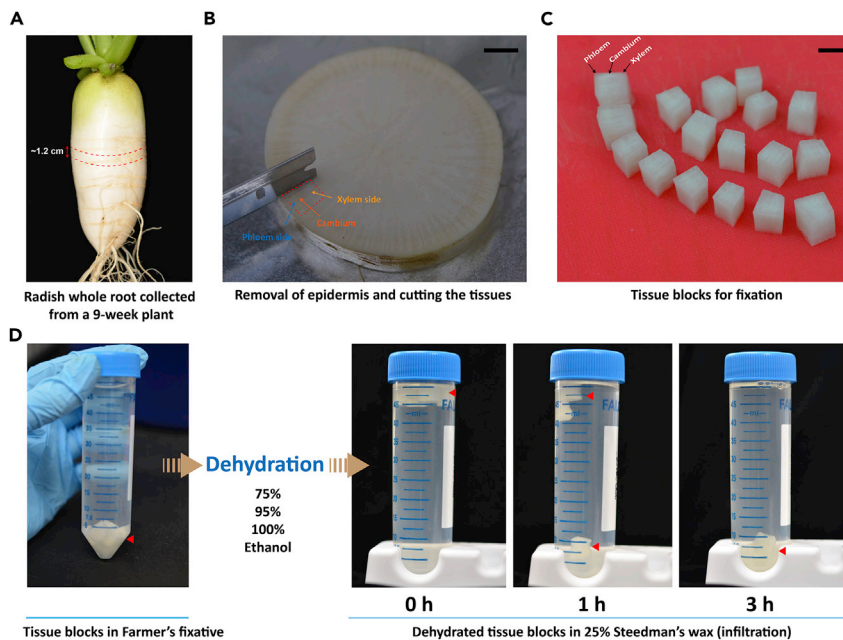 A
B
C
~1.2 cm
Xylem side
Phloem side
Cambium
Phloem
Cambium
Xylem
Radish whole root collected
from a 9-week plant
Removal of epidermis and cutting the tissues
Tissue blocks for fixation
D
Dehydration
75%
95%
100%
Ethanol
0 h
1 h
3 h
Tissue blocks in Farmer's fixative
Dehydrated tissue blocks in 25% Steedman's wax (infiltration)